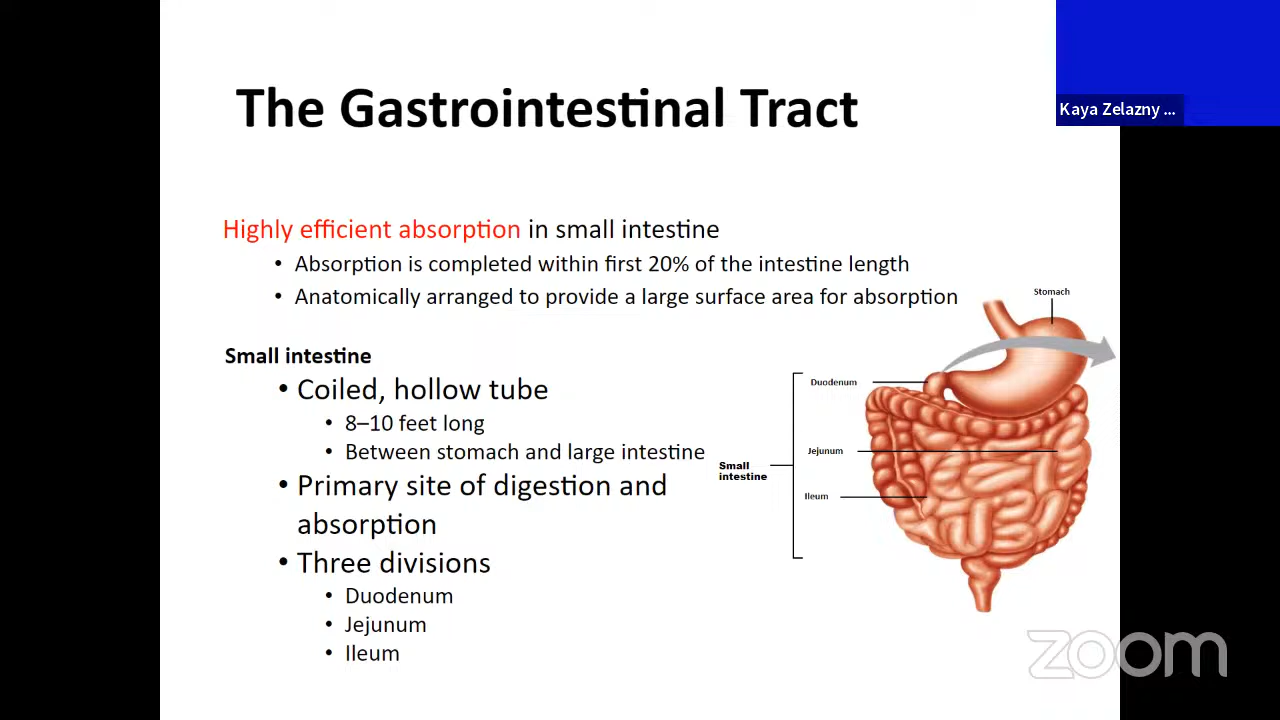 The Gastrointestinal Tract
Kaya Zelazny ...
Highly efficient absorption in small intestine
• Absorption is completed within first 20% of the intestine length
• Anatomically arranged to provide a large surface area for absorption
Stomach
Small intestine
• Coiled, hollow tube
• 8–10 feet long
• Between stomach and large intestine
• Primary site of digestion and
absorption
• Three divisions
• Duodenum
• Jejunum
• Ileum
Duodenum
Jejunum
Small
intestine
Ileum
zoom